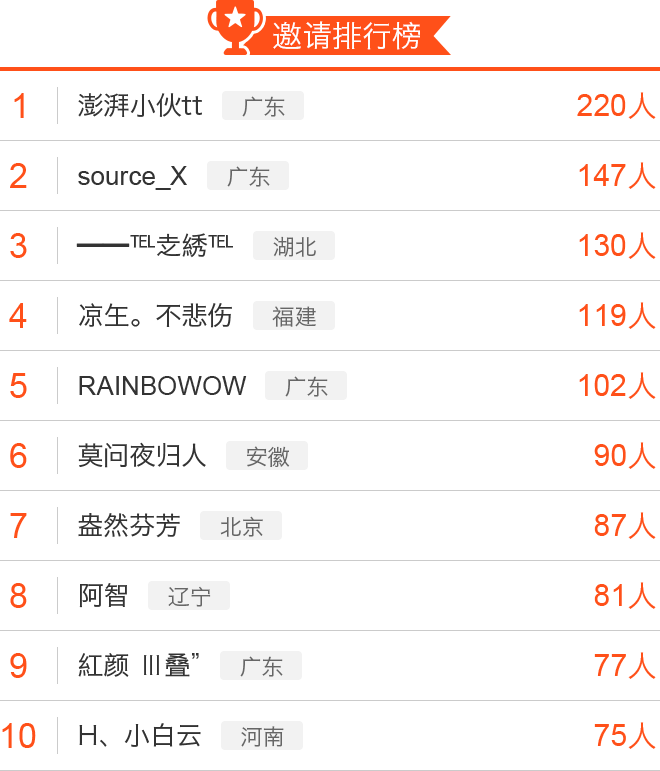 邀请排行榜
1 澎湃小伙tt 广东 220人
2 source_X 广东 147人
3 ━━℡赱綉℡ 湖北 130人
4 凉玍。不悲伤 福建 119人
5 RAINBOWOW 广东 102人
6 莫问夜归人 安徽 90人
7 盎然芬芳 北京 87人
8 阿智 辽宁 81人
9 紅颜 Ⅲ叠” 广东 77人
10 H、小白云 河南 75人